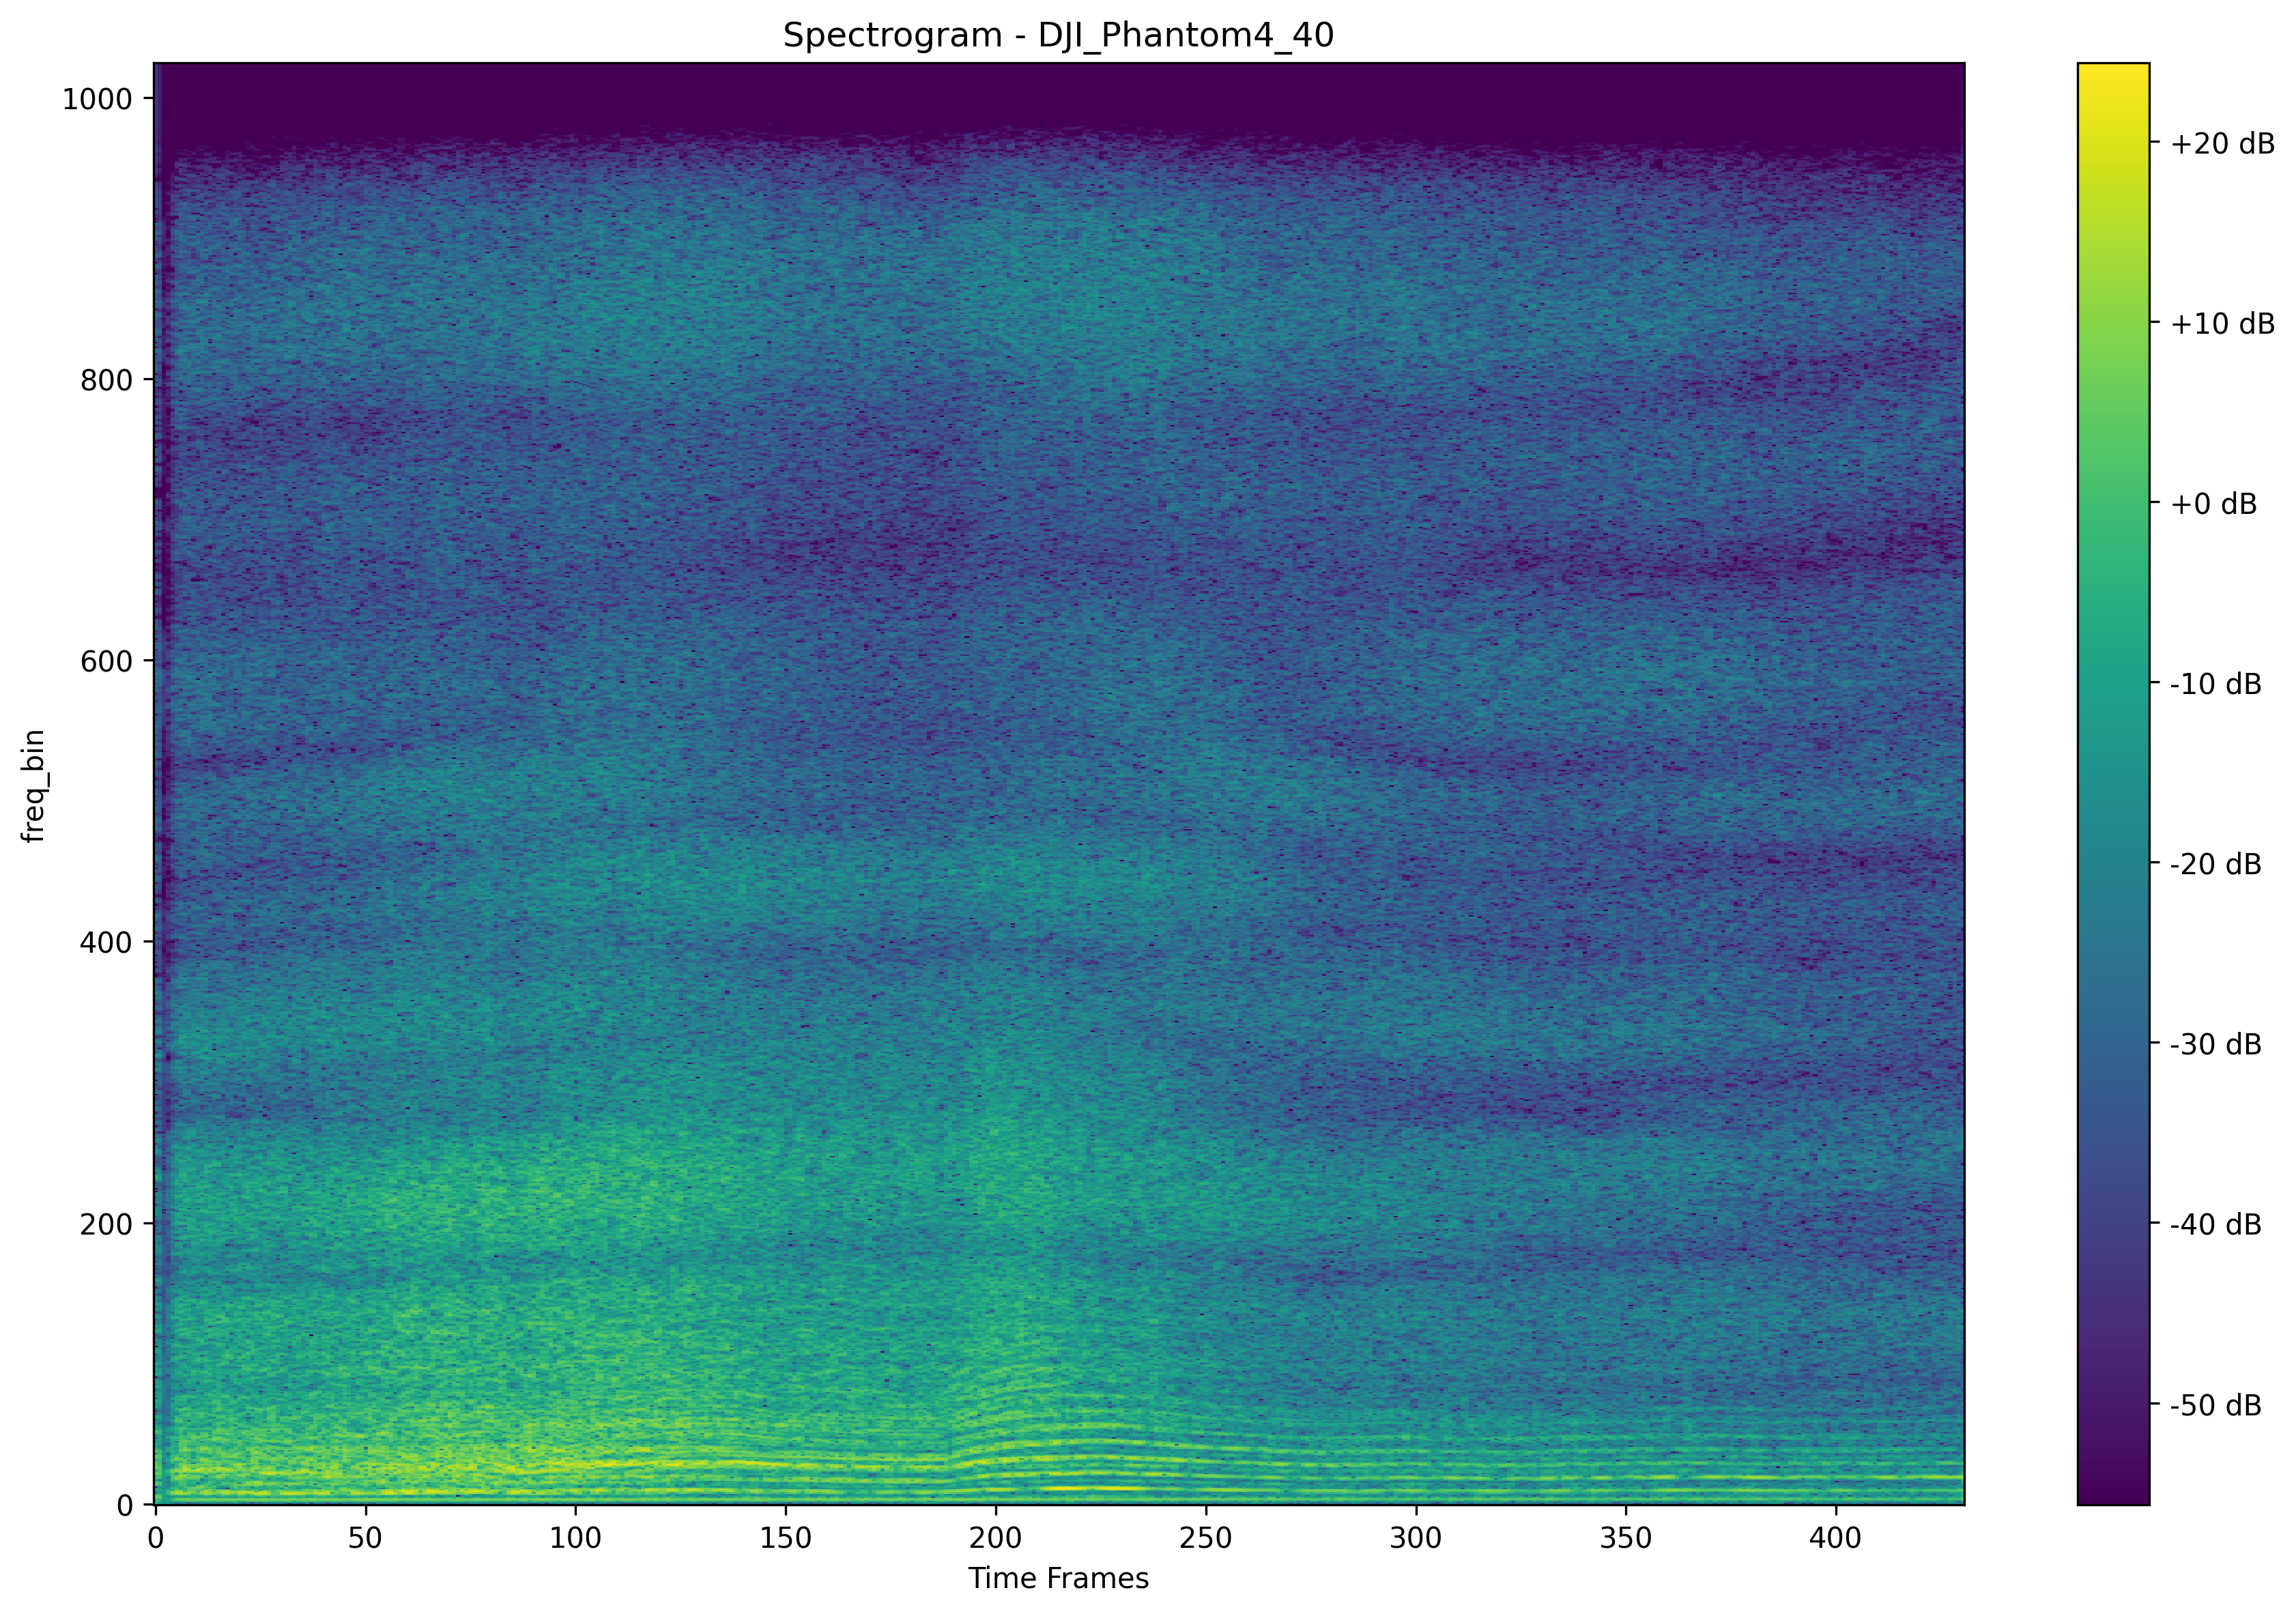 Spectrogram - DJI_Phantom4_40
1000
800
600
400
200
0
freq_bin
0 50 100 150 200 250 300 350 400
Time Frames
+20 dB
+10 dB
+0 dB
-10 dB
-20 dB
-30 dB
-40 dB
-50 dB